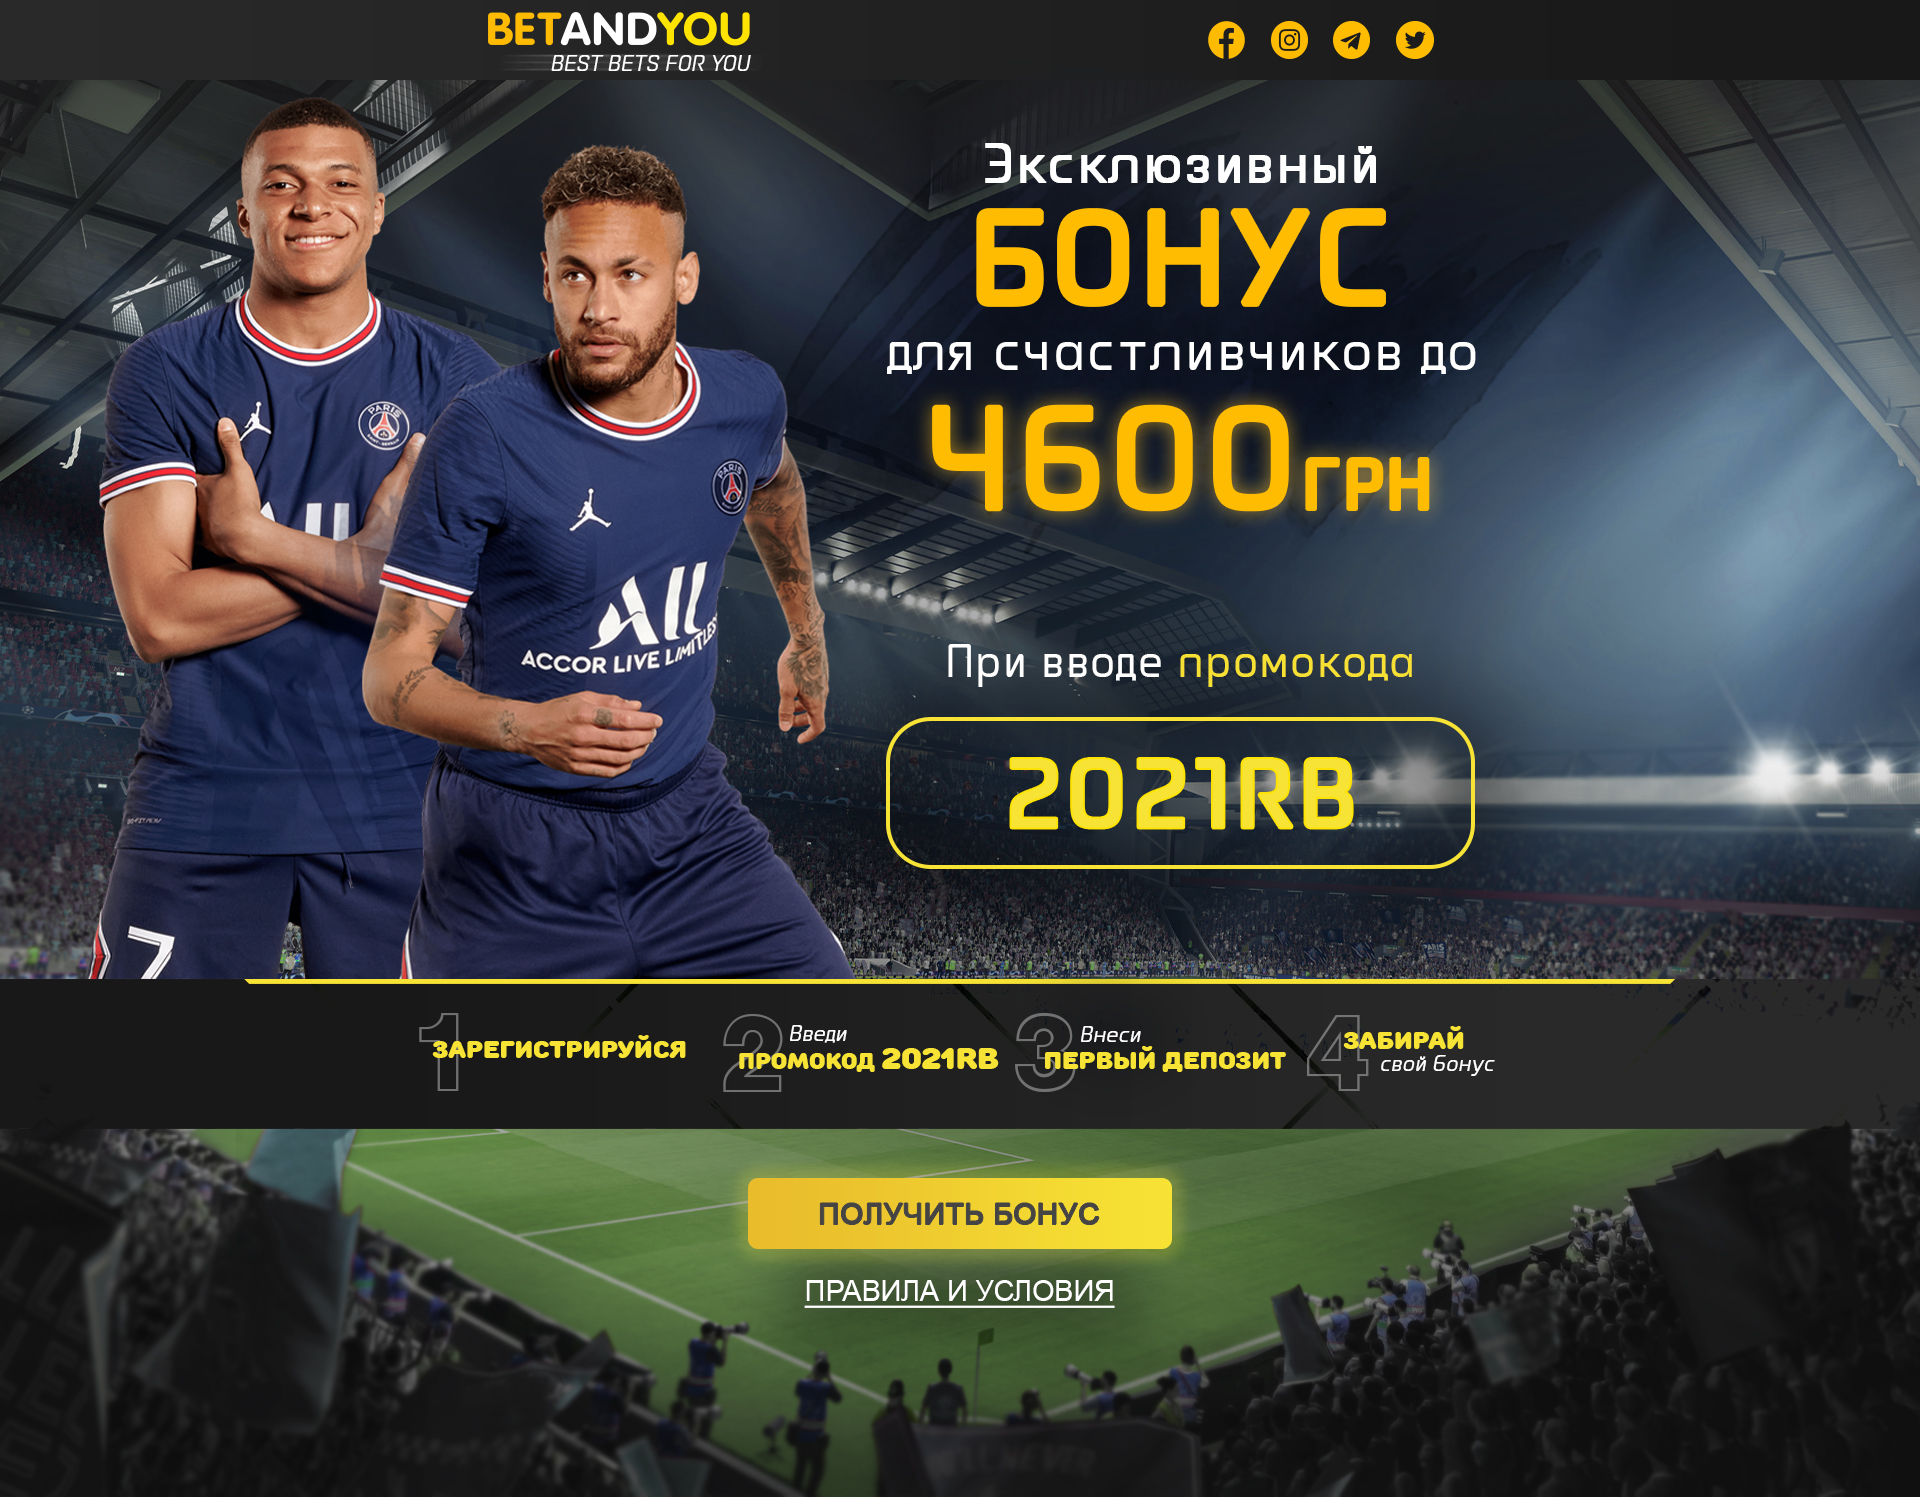 BETANDYOU
BEST BETS FOR YOU
Эксклюзивный
БОНУС
для счастливчиков до
4600ГРН
PARIS
PARIS
ALL
ACCOR LIVE LIMITLESS
7
При вводе промокода
2021RB
1 ЗАРЕГИСТРИРУЙСЯ
2 Введи
ПРОМОКОД 2021RB
3 Внеси
ПЕРВЫЙ ДЕПОЗИТ
4 ЗАБИРАЙ
свой бонус
ПОЛУЧИТЬ БОНУС
ПРАВИЛА И УСЛОВИЯ